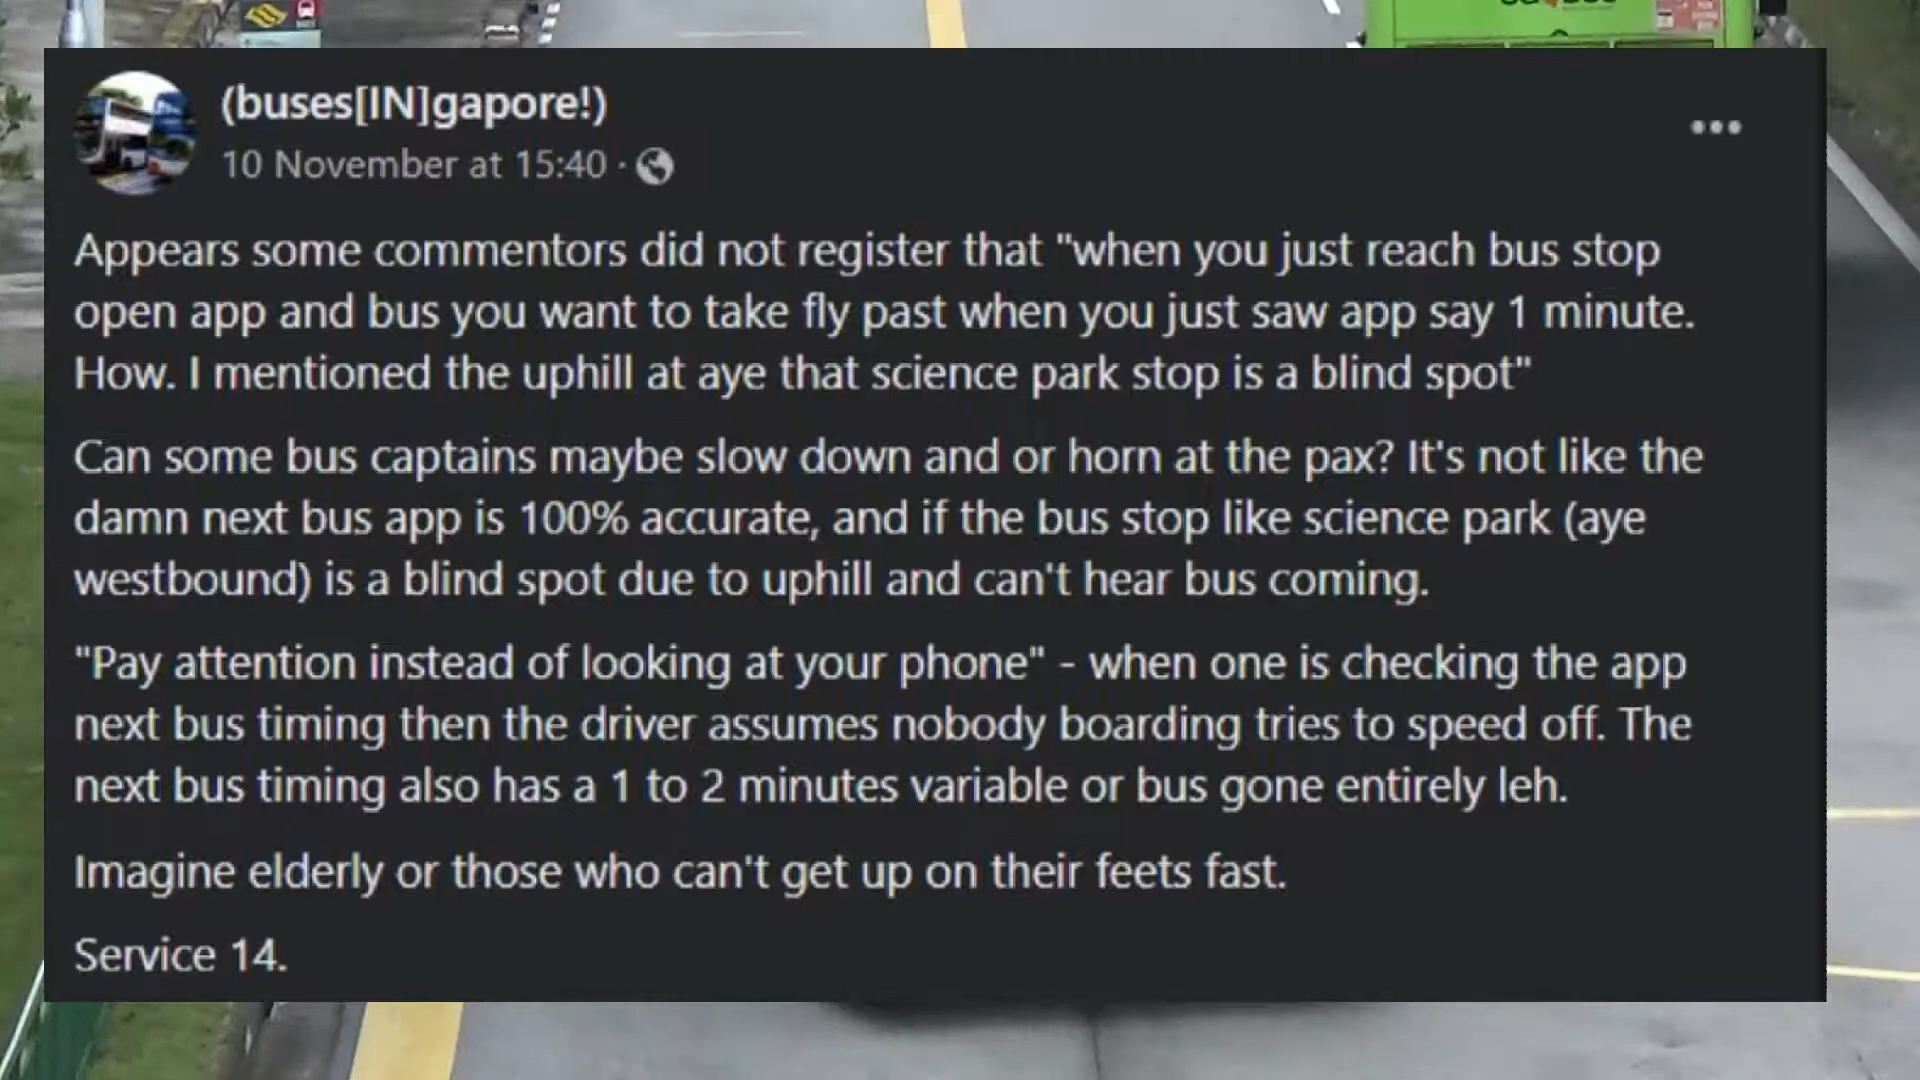 (buses[IN]gapore!)
10 November at 15:40 ·
Appears some commentors did not register that "when you just reach bus stop
open app and bus you want to take fly past when you just saw app say 1 minute.
How. I mentioned the uphill at aye that science park stop is a blind spot"
Can some bus captains maybe slow down and or horn at the pax? It's not like the
damn next bus app is 100% accurate, and if the bus stop like science park (aye
westbound) is a blind spot due to uphill and can't hear bus coming.
"Pay attention instead of looking at your phone" - when one is checking the app
next bus timing then the driver assumes nobody boarding tries to speed off. The
next bus timing also has a 1 to 2 minutes variable or bus gone entirely leh.
Imagine elderly or those who can't get up on their feets fast.
Service 14.